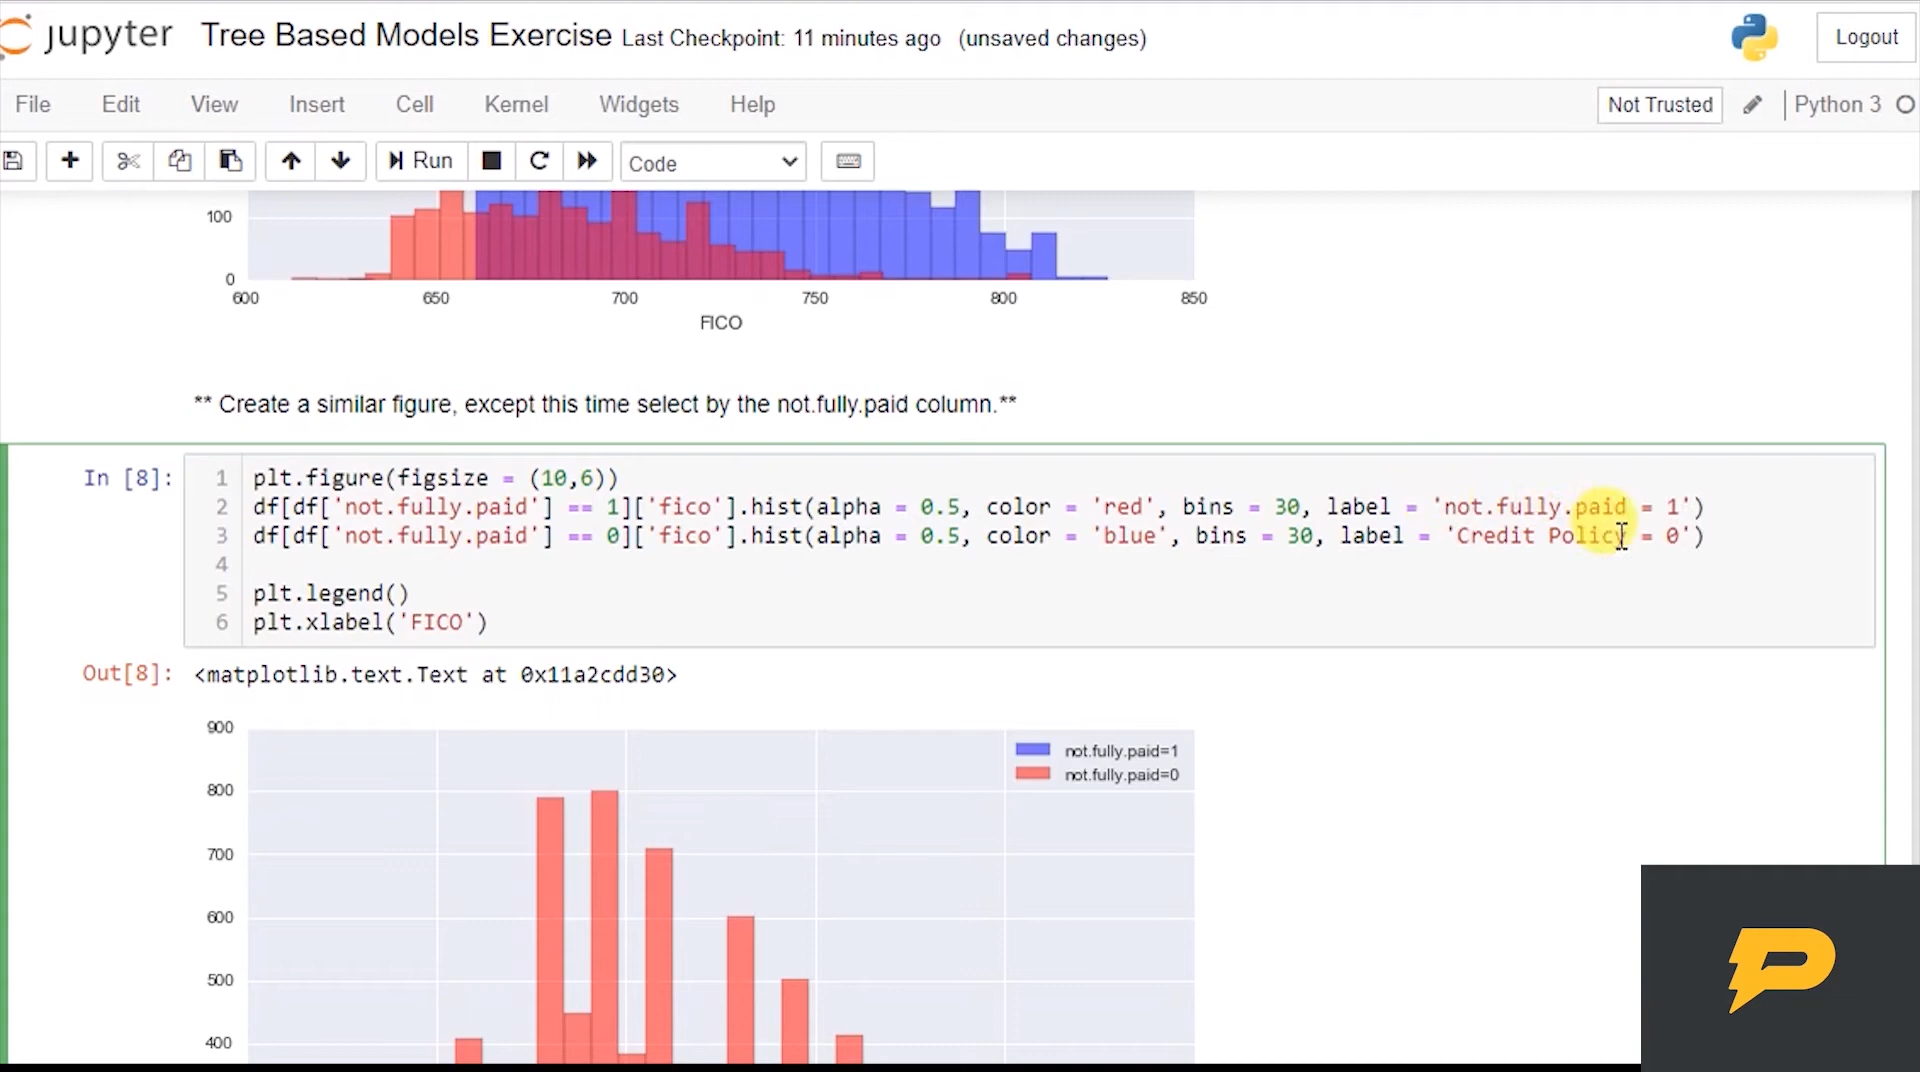 jupyter Tree Based Models Exercise Last Checkpoint: 11 minutes ago (unsaved changes) Logout
File Edit View Insert Cell Kernel Widgets Help Not Trusted Python 3
Run Code
100
0
600 650 700 750 800 850
FICO
** Create a similar figure, except this time select by the not.fully.paid column.**
In [8]:
1 plt.figure(figsize = (10,6))
2 df[df['not.fully.paid'] == 1]['fico'].hist(alpha = 0.5, color = 'red', bins = 30, label = 'not.fully.paid = 1')
3 df[df['not.fully.paid'] == 0]['fico'].hist(alpha = 0.5, color = 'blue', bins = 30, label = 'Credit Policy = 0')
4
5 plt.legend()
6 plt.xlabel('FICO')
Out[8]: <matplotlib.text.Text at 0x11a2cdd30>
900
not.fully.paid=1
not.fully.paid=0
800
700
600
500
400